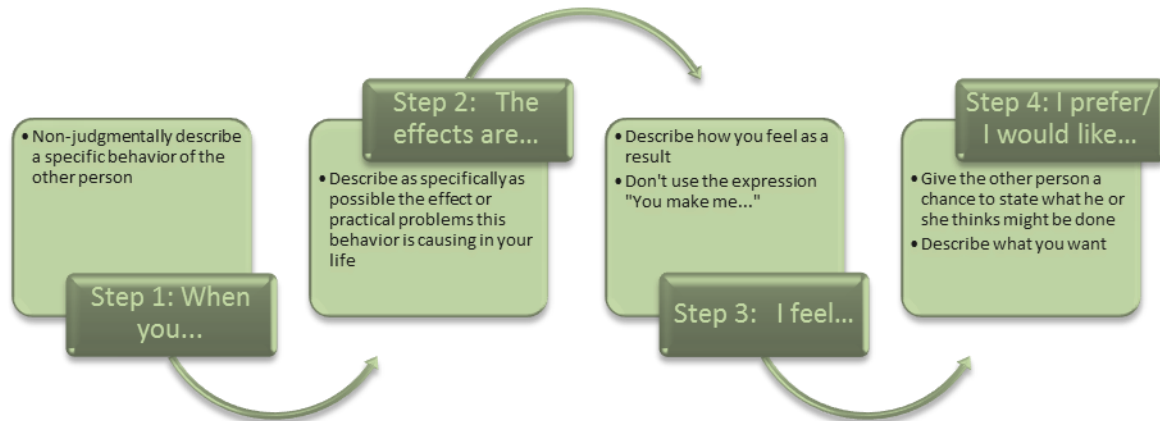 • Non-judgmentally describe
a specific behavior of the
other person
Step 1: When
you...
Step 2:   The
effects are...
• Describe as specifically as
possible the effect or
practical problems this
behavior is causing in your
life
• Describe how you feel as a
result
• Don't use the expression
"You make me..."
Step 3:   I feel...
Step 4: I prefer/
I would like...
• Give the other person a
chance to state what he or
she thinks might be done
• Describe what you want